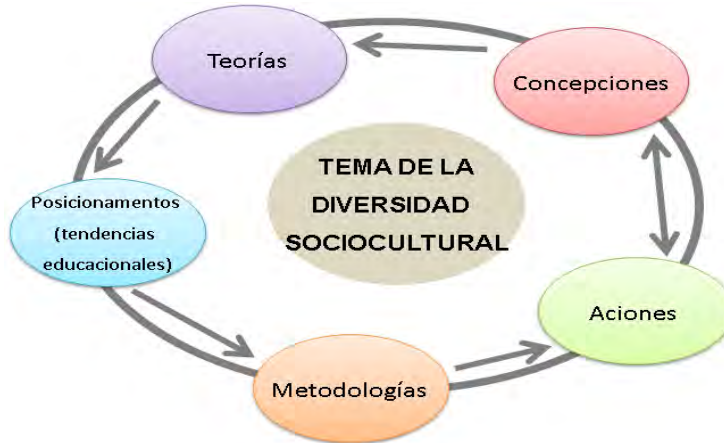 Teorías
Concepciones
TEMA DE LA
DIVERSIDAD
SOCIOCULTURAL
Posicionamentos
(tendencias
educacionales)
Aciones
Metodologías